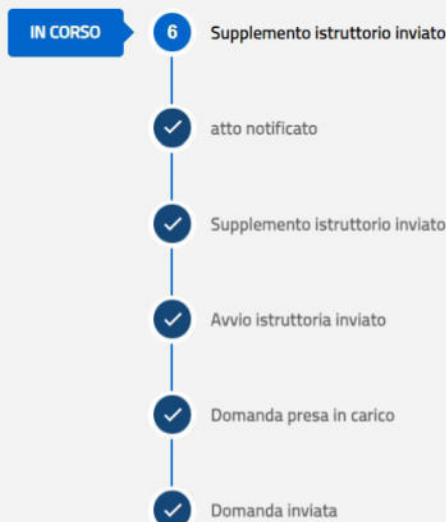 IN CORSO 6 Supplemento istruttorio inviato
atto notificato
Supplemento istruttorio inviato
Avvio istruttoria inviato
Domanda presa in carico
Domanda inviata